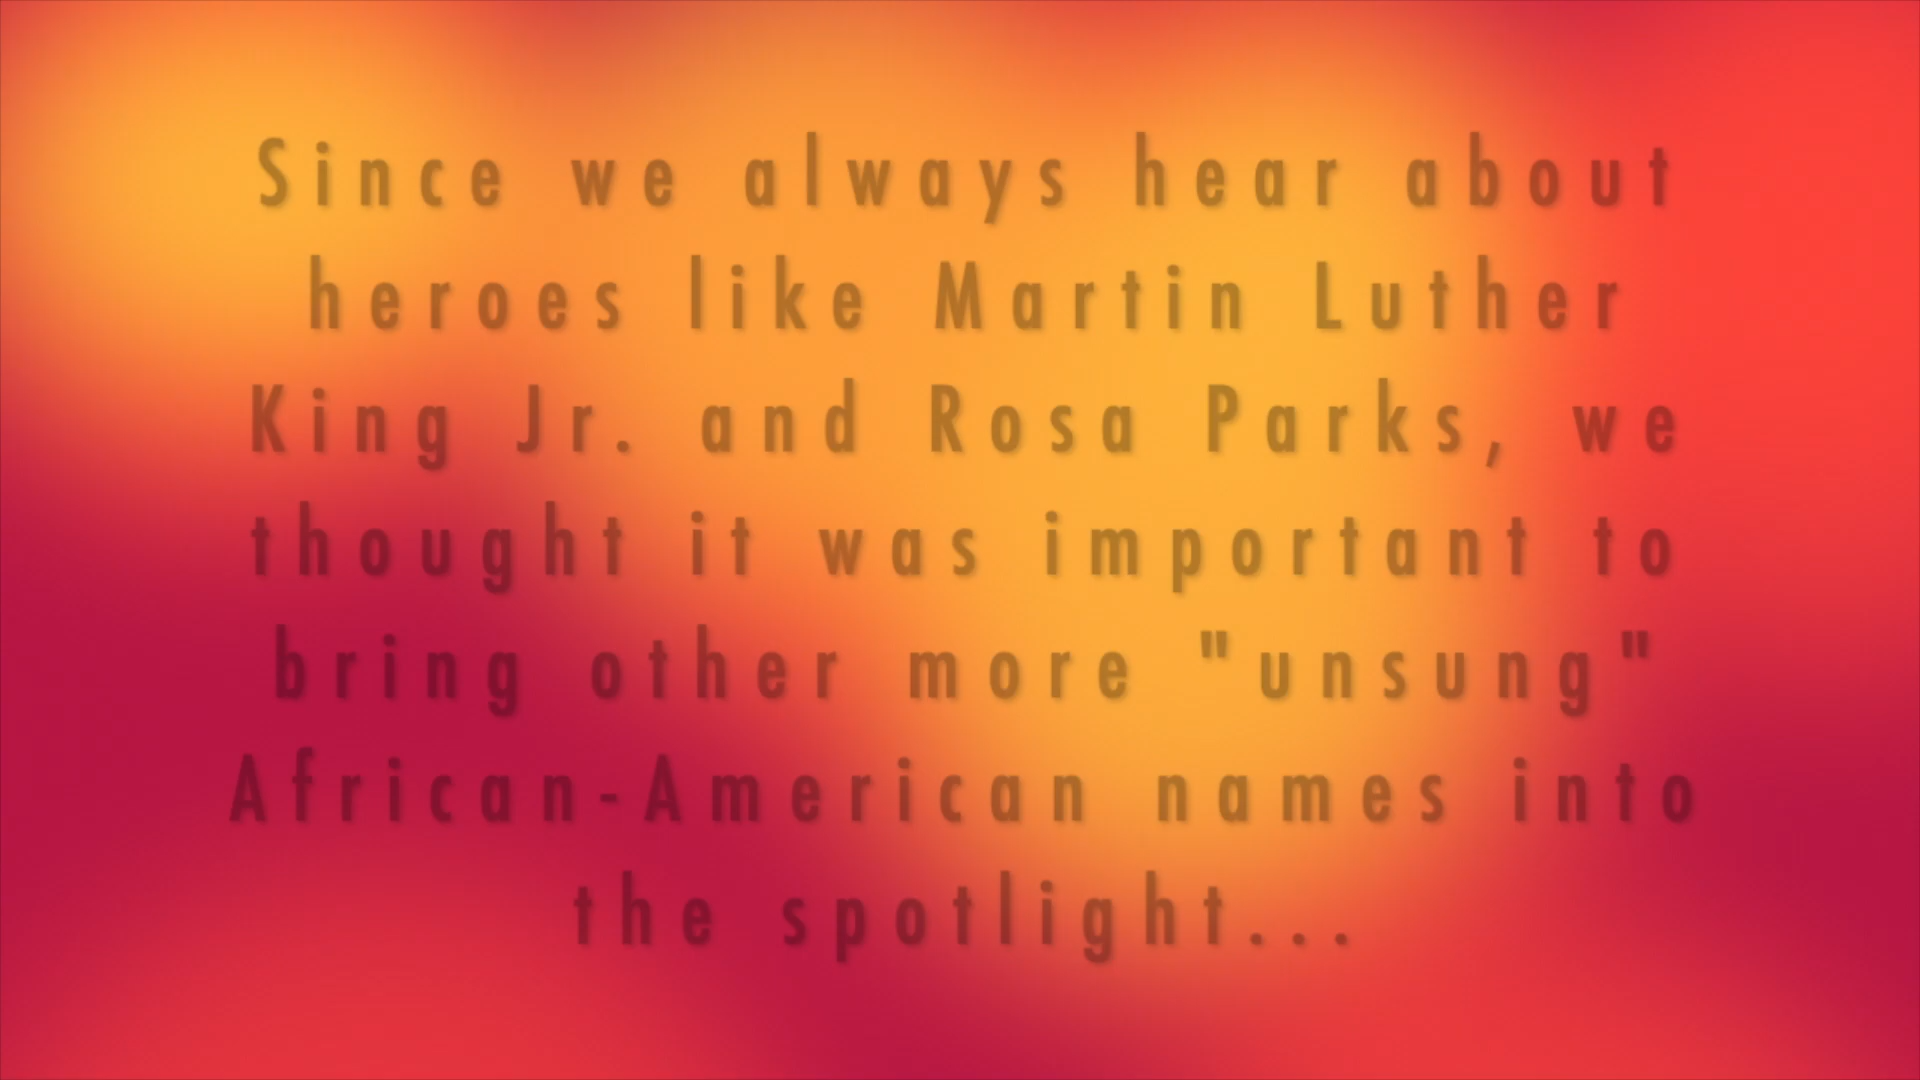 Since we always hear about
heroes like Martin Luther
King Jr. and Rosa Parks, we
thought it was important to
bring other more "unsung"
African-American names into
the spotlight...